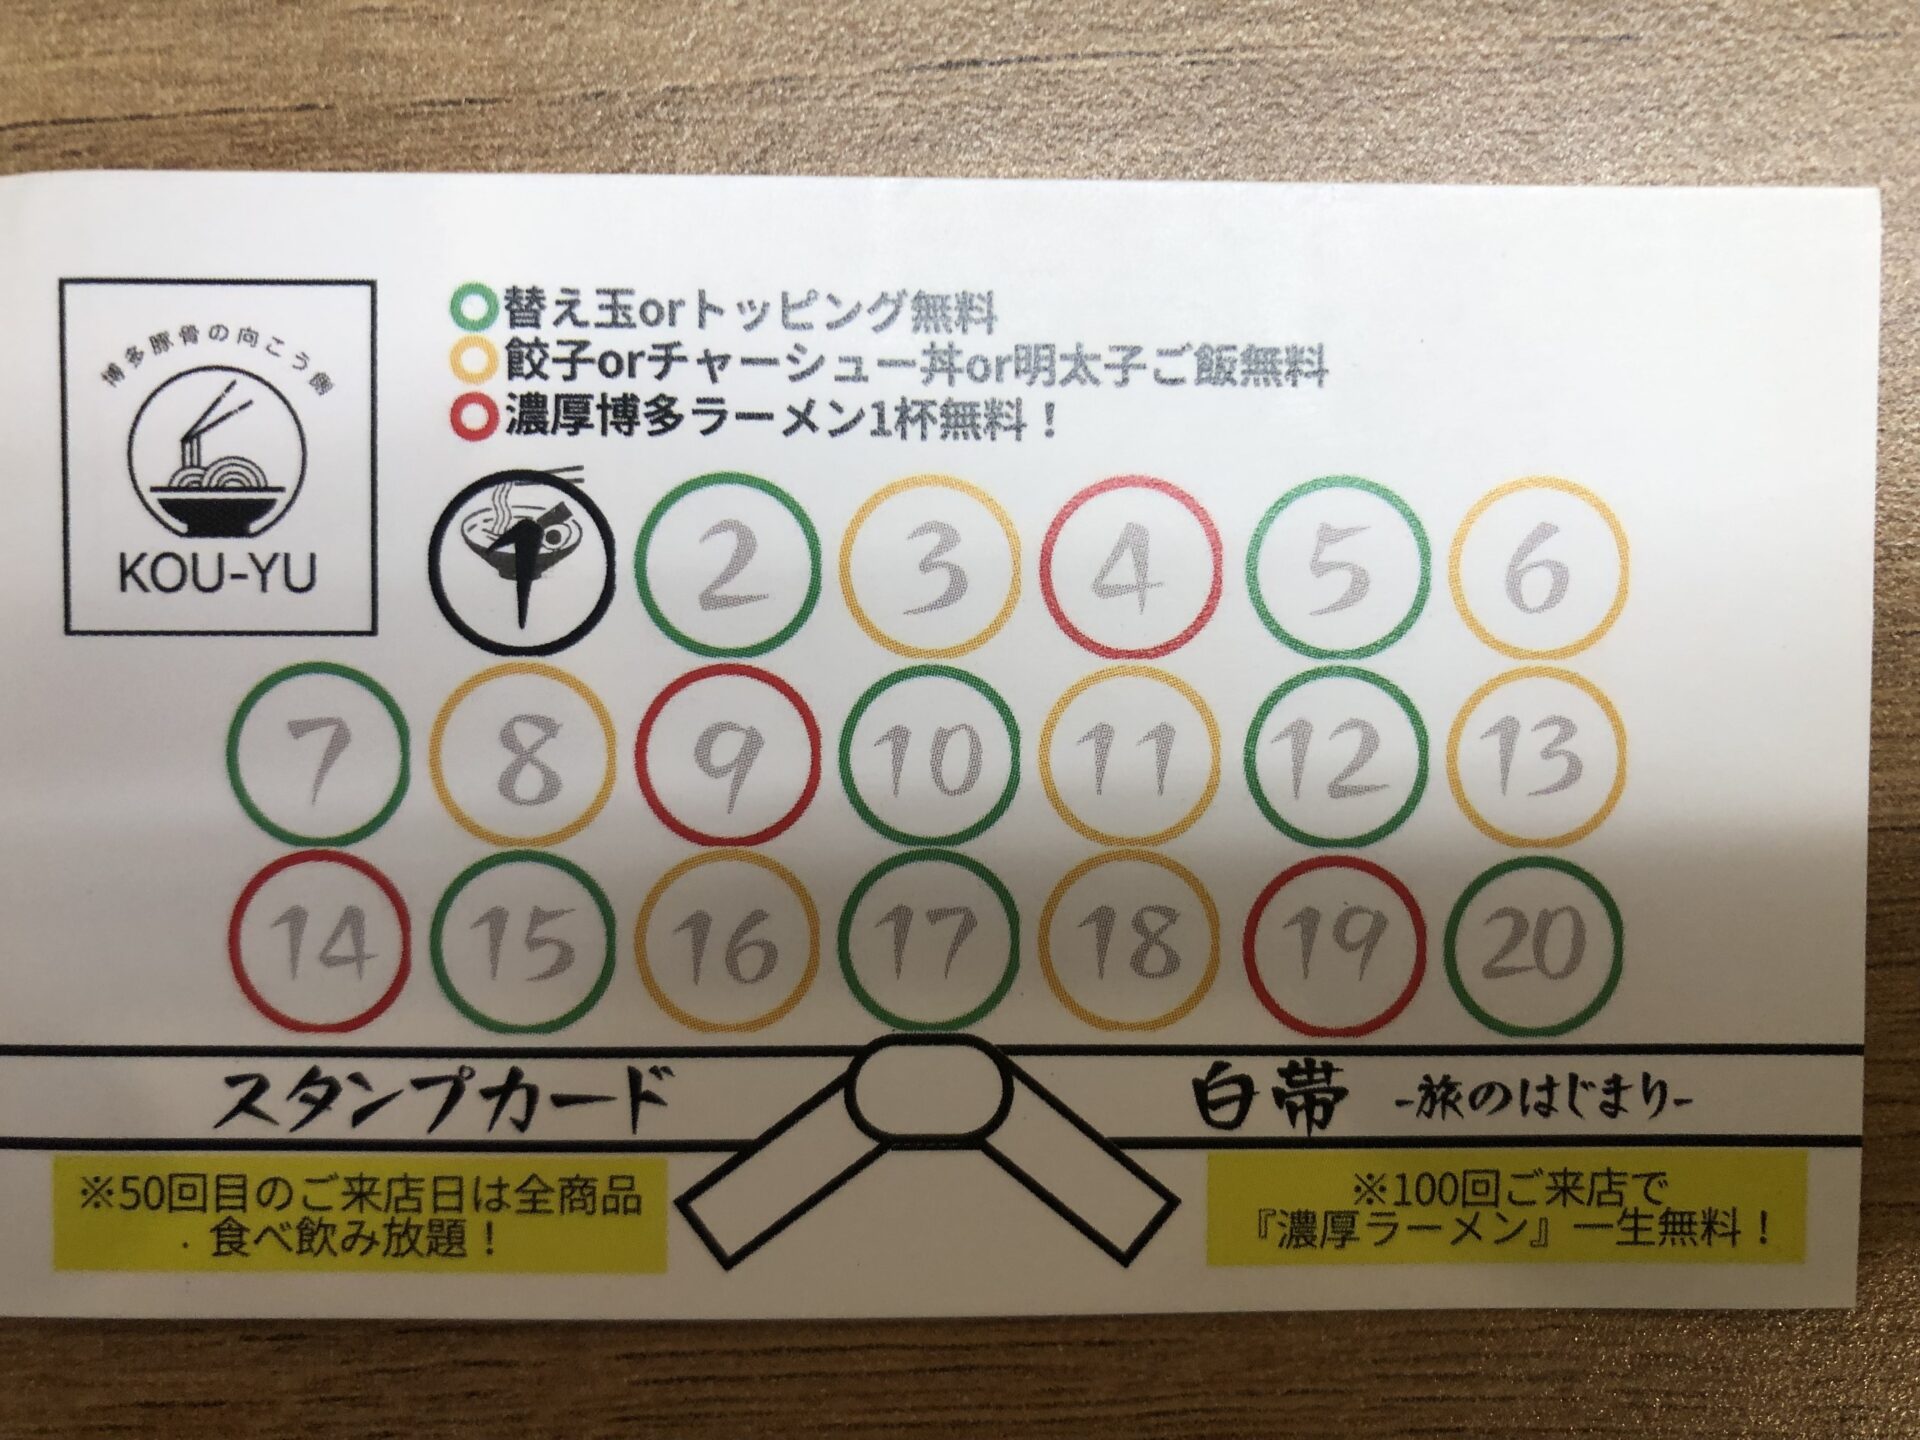 博多豚骨の向こう側
KOU-YU
替え玉orトッピング無料
餃子orチャーシュー丼or明太子ご飯無料
濃厚博多ラーメン1杯無料！
1 2 3 4 5 6
7 8 9 10 11 12 13
14 15 16 17 18 19 20
スタンプカード
白帯 -旅のはじまり-
※50回目のご来店日は全商品
食べ飲み放題！
※100回ご来店で
『濃厚ラーメン』一生無料！